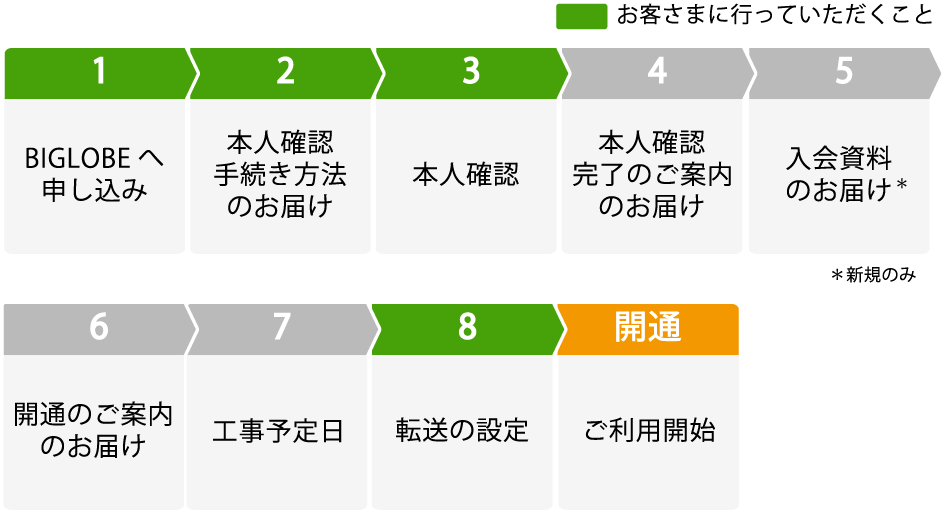 お客さまに行っていただくこと
1
2
3
4
5
BIGLOBEへ
申し込み
本人確認
手続き方法
のお届け
本人確認
本人確認
完了のご案内
のお届け
入会資料
のお届け*
*新規のみ
6
7
8
開通
開通のご案内
のお届け
工事予定日
転送の設定
ご利用開始